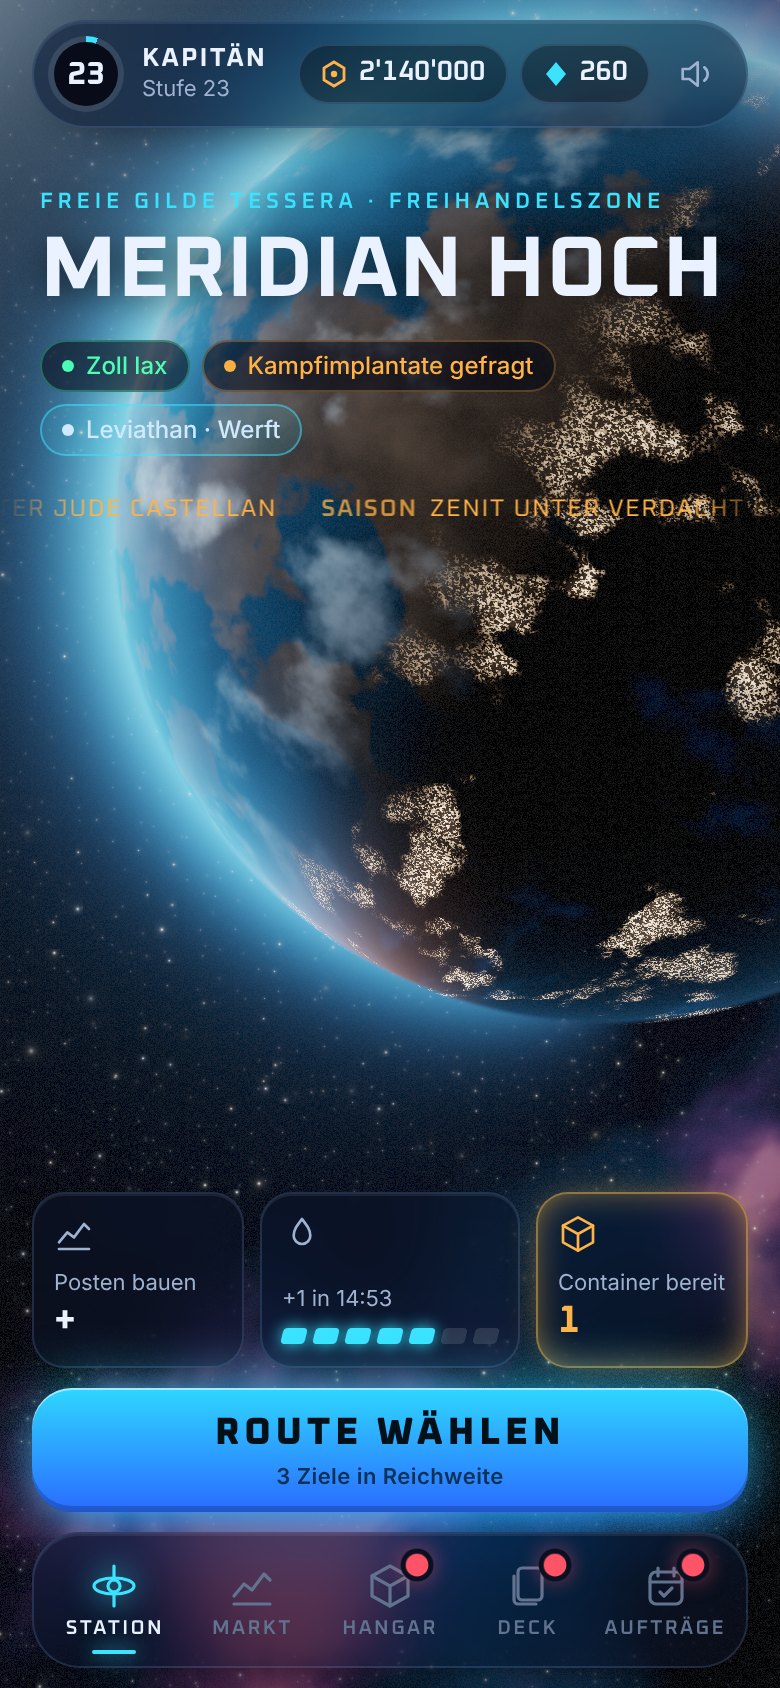 23
KAPITÄN
Stufe 23
2'140'000
260
FREIE GILDE TESSERA · FREIHANDELSZONE
MERIDIAN HOCH
Zoll lax
Kampfimplantate gefragt
Leviathan · Werft
ER JUDE CASTELLAN SAISON ZENIT UNTER VERDACHT
Posten bauen
+
+1 in 14:53
Container bereit
1
ROUTE WÄHLEN
3 Ziele in Reichweite
STATION
MARKT
HANGAR
DECK
AUFTRÄGE